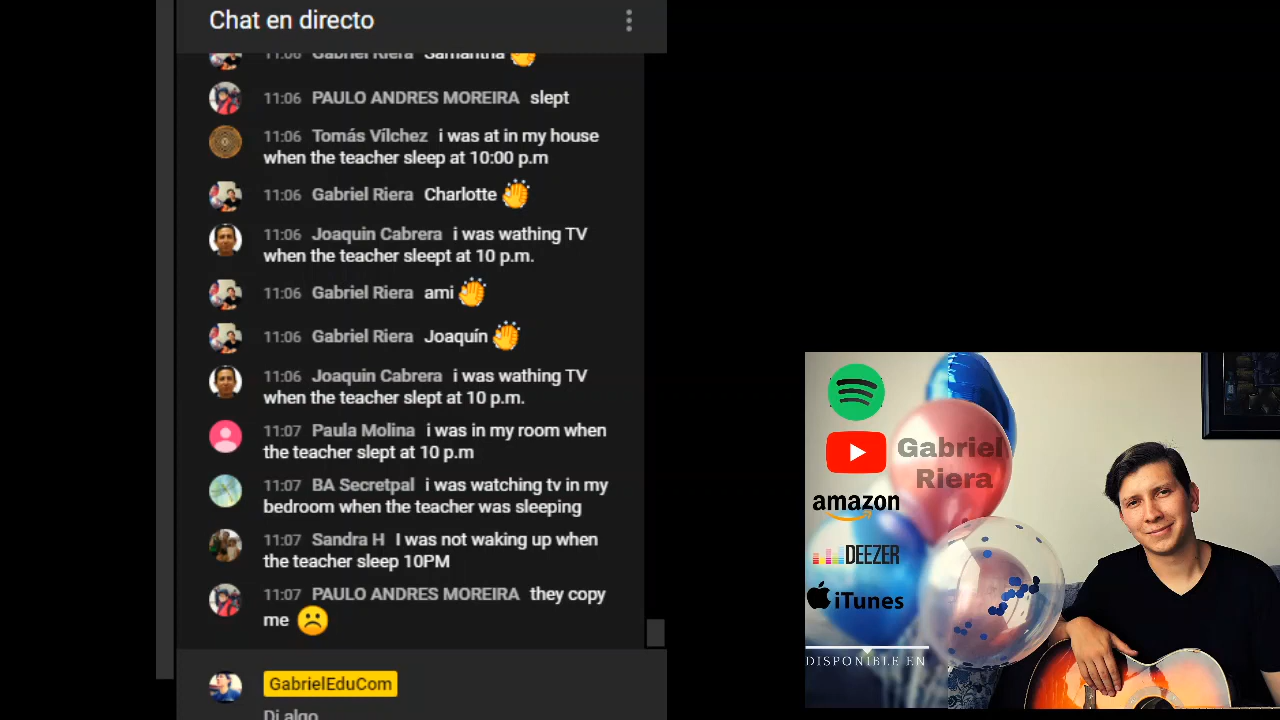 Chat en directo
11:06 Gabriel Riera Samantha 👏
11:06 PAULO ANDRES MOREIRA slept
11:06 Tomás Vílchez i was at in my house
when the teacher sleep at 10:00 p.m
11:06 Gabriel Riera Charlotte 👏
11:06 Joaquin Cabrera i was wathing TV
when the teacher sleept at 10 p.m.
11:06 Gabriel Riera ami 👏
11:06 Gabriel Riera Joaquín 👏
11:06 Joaquin Cabrera i was wathing TV
when the teacher slept at 10 p.m.
11:07 Paula Molina i was in my room when
the teacher slept at 10 p.m
11:07 BA Secretpal i was watching tv in my
bedroom when the teacher was sleeping
11:07 Sandra H I was not waking up when
the teacher sleep 10PM
11:07 PAULO ANDRES MOREIRA they copy
me ☹️
GabrielEduCom
Di algo
Gabriel
Riera
amazon
DEEZER
iTunes
DISPONIBLE EN